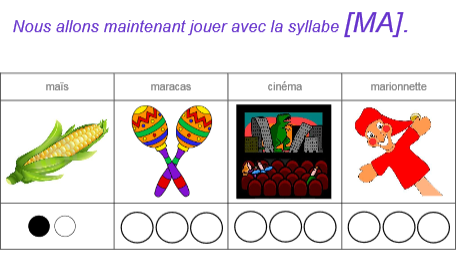 Nous allons maintenant jouer avec la syllabe [MA].
maïs maracas cinéma marionnette